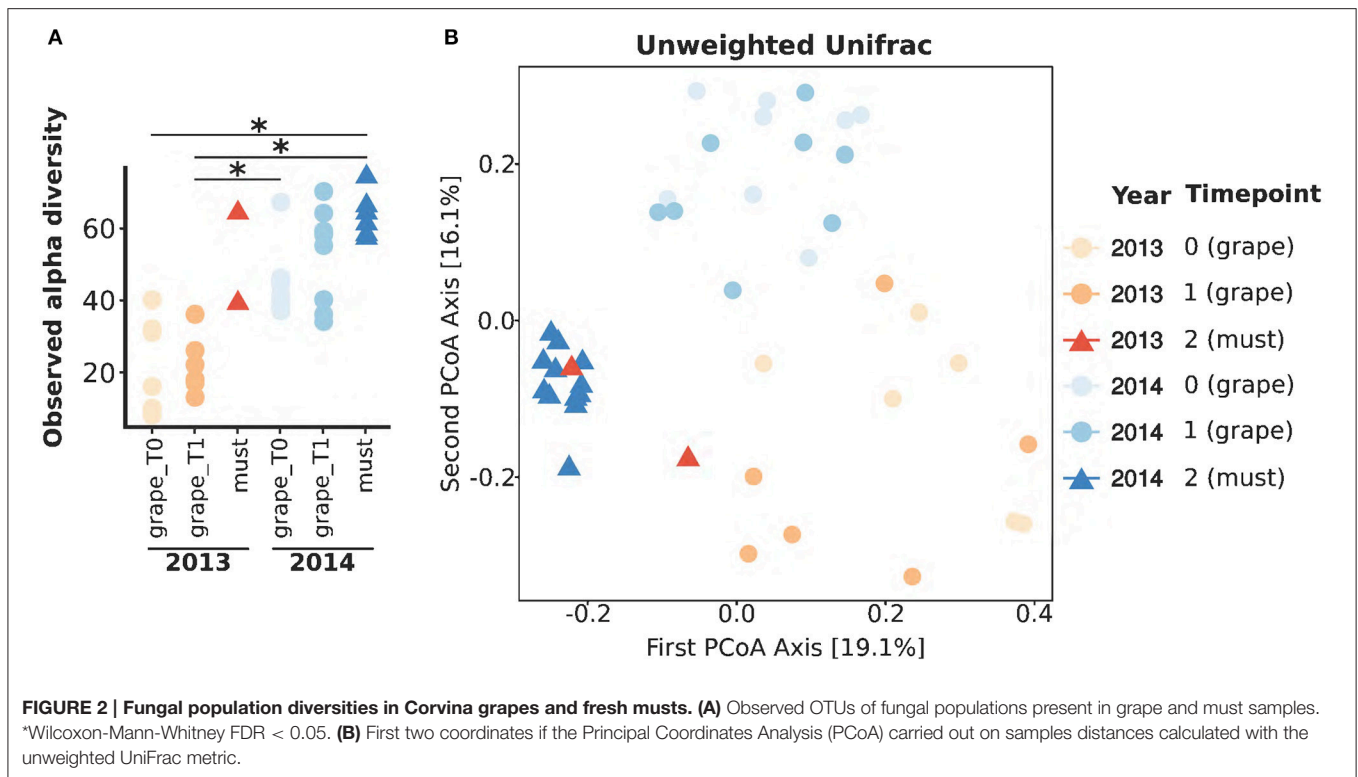 A
B
Unweighted Unifrac
Observed alpha diversity
60
40
20
*
*
*
grape_T0
grape_T1
must
grape_T0
grape_T1
must
2013
2014
Second PCoA Axis [16.1%]
0.2
0.0
-0.2
-0.2
0.0
0.2
0.4
First PCoA Axis [19.1%]
Year Timepoint
2013 0 (grape)
2013 1 (grape)
2013 2 (must)
2014 0 (grape)
2014 1 (grape)
2014 2 (must)
FIGURE 2 | Fungal population diversities in Corvina grapes and fresh musts. (A) Observed OTUs of fungal populations present in grape and must samples.
*Wilcoxon-Mann-Whitney FDR < 0.05. (B) First two coordinates if the Principal Coordinates Analysis (PCoA) carried out on samples distances calculated with the
unweighted UniFrac metric.